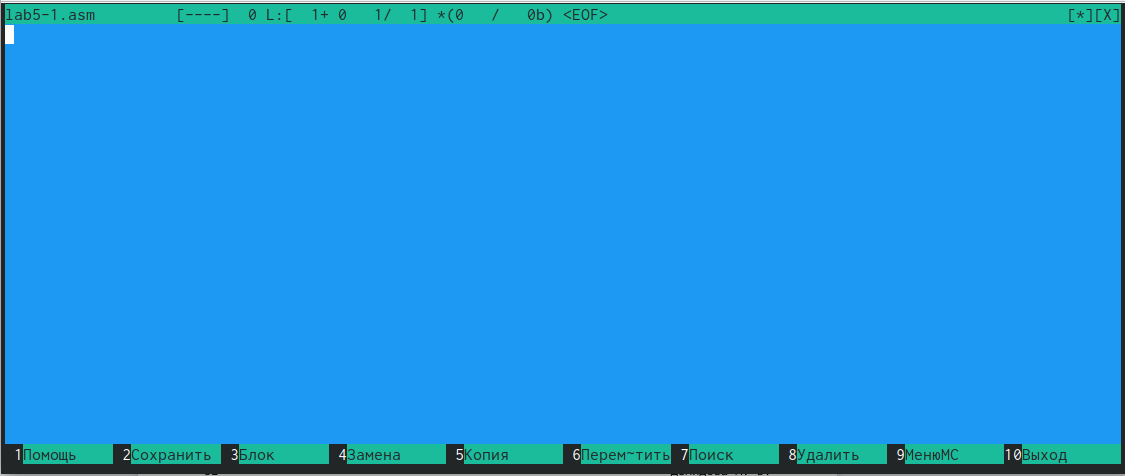 lab5-1.asm [----] 0 L:[ 1+ 0 1/ 1] *(0 / 0b) <EOF> [*][X]
1Помощь 2Сохранить 3Блок 4Замена 5Копия 6Перем~тить 7Поиск 8Удалить 9МенюMC 10Выход